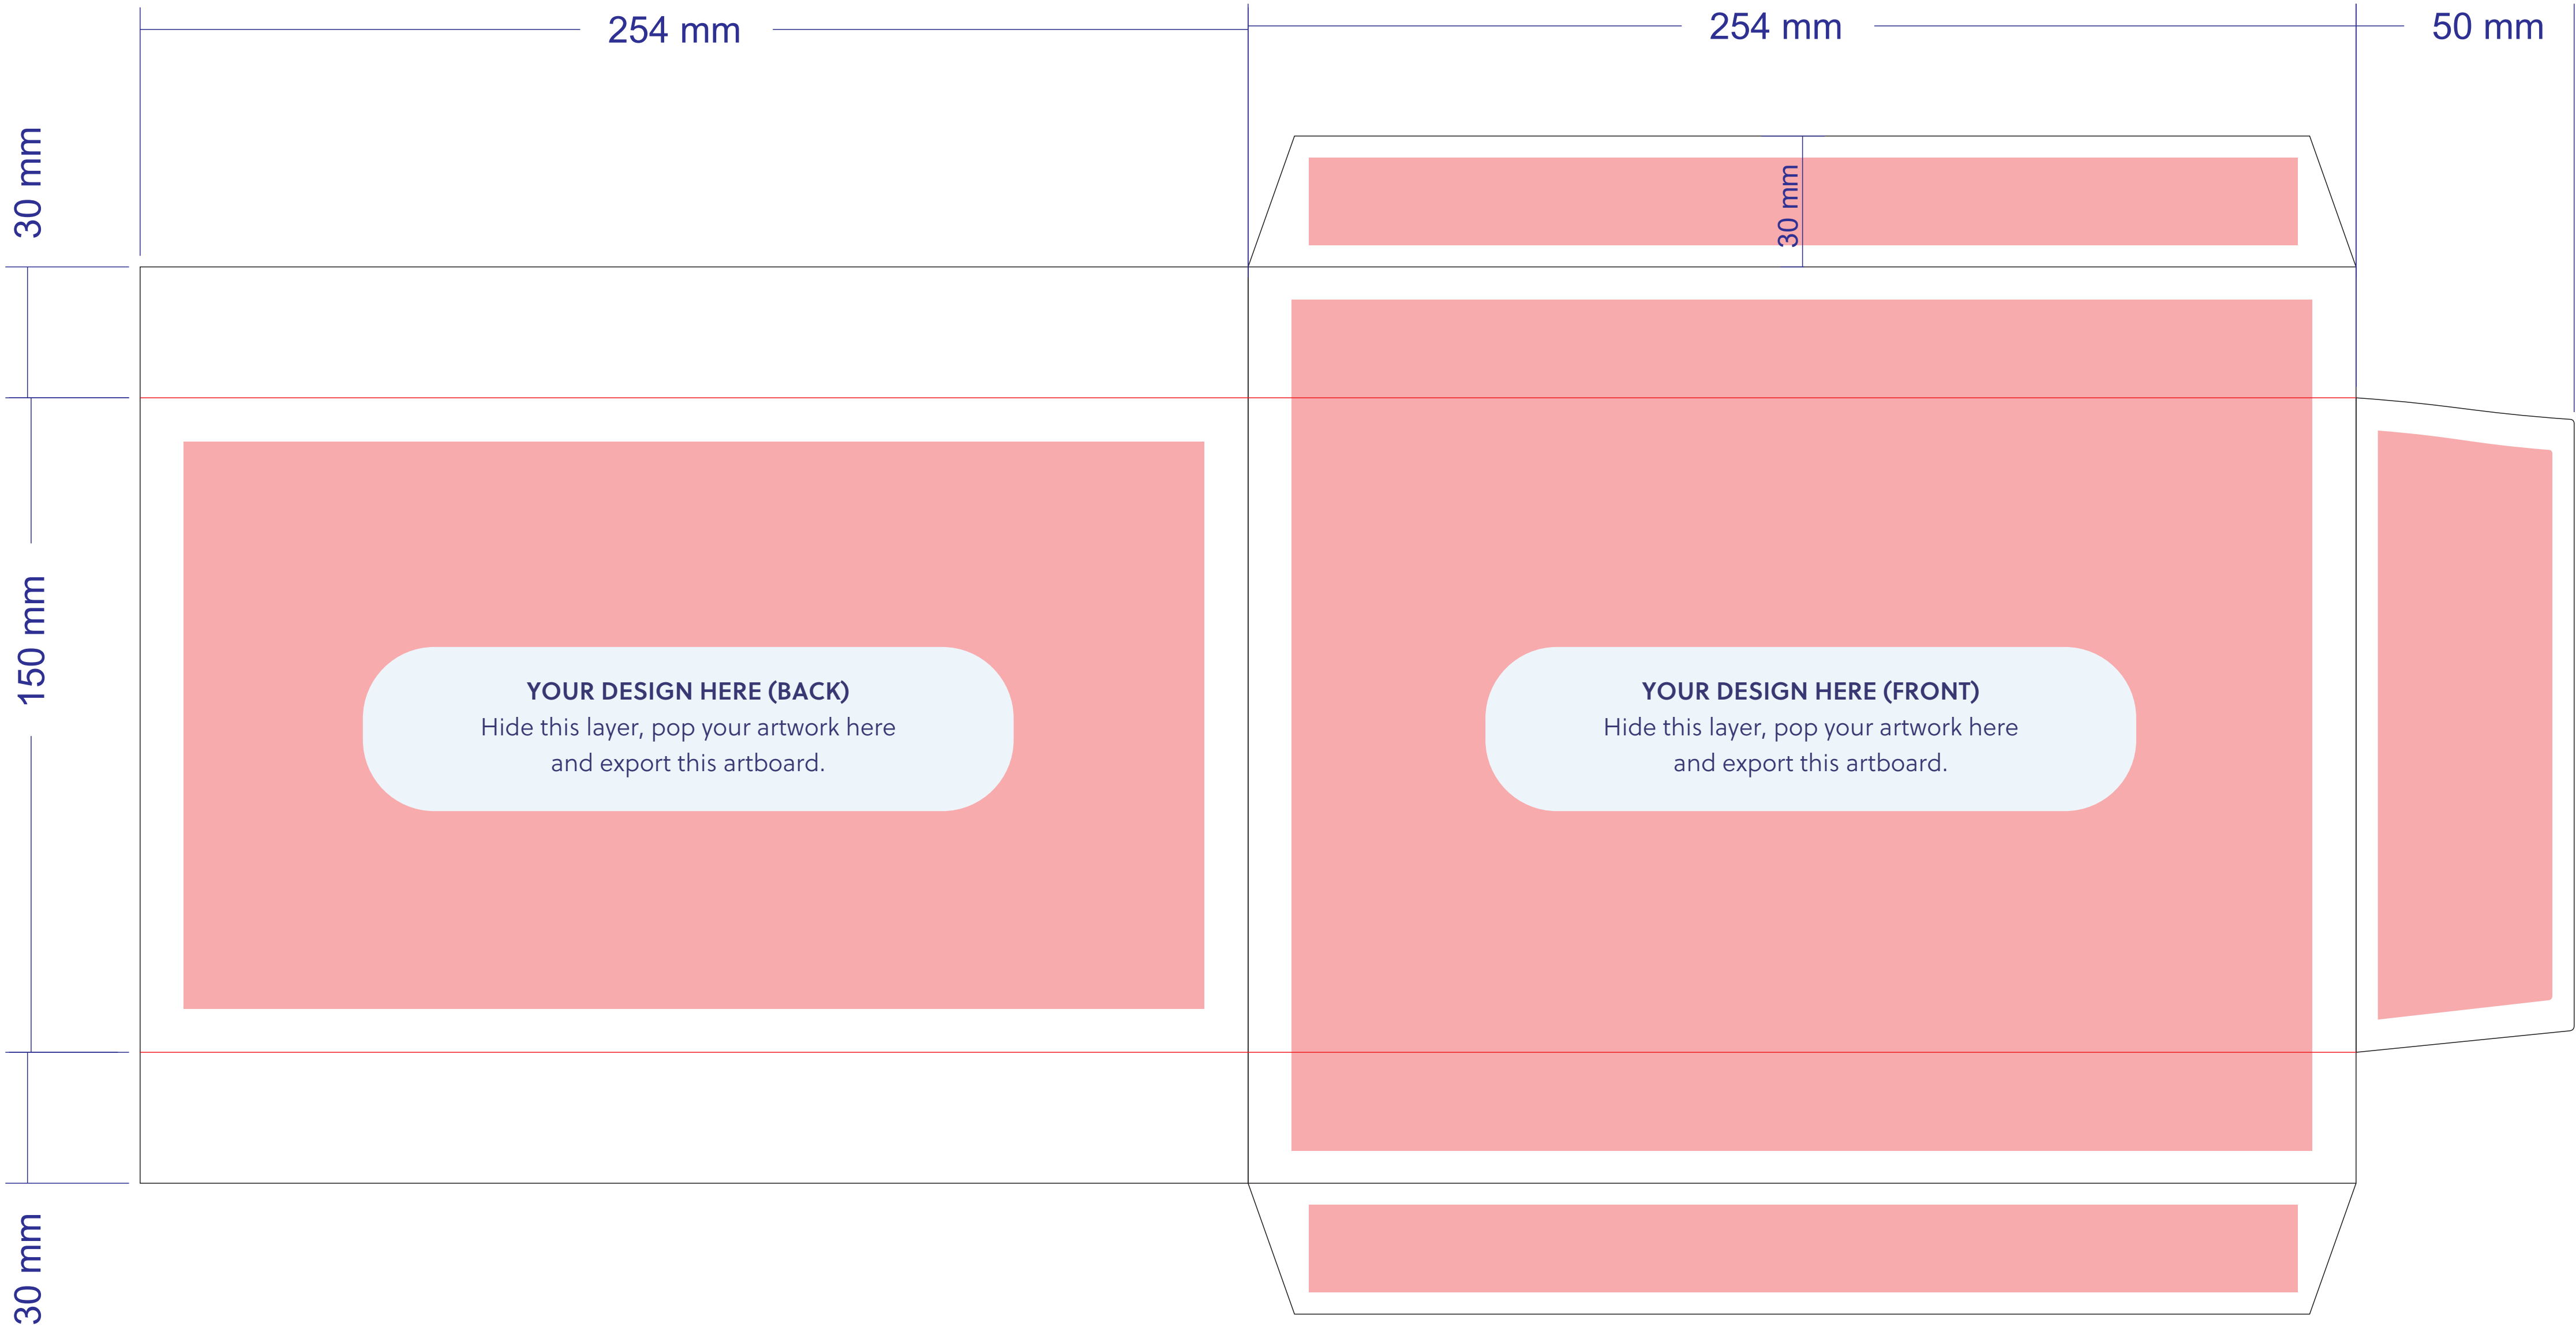 254 mm
254 mm
50 mm
30 mm
30 mm
150 mm
YOUR DESIGN HERE (BACK)
Hide this layer, pop your artwork here
and export this artboard.
YOUR DESIGN HERE (FRONT)
Hide this layer, pop your artwork here
and export this artboard.
30 mm